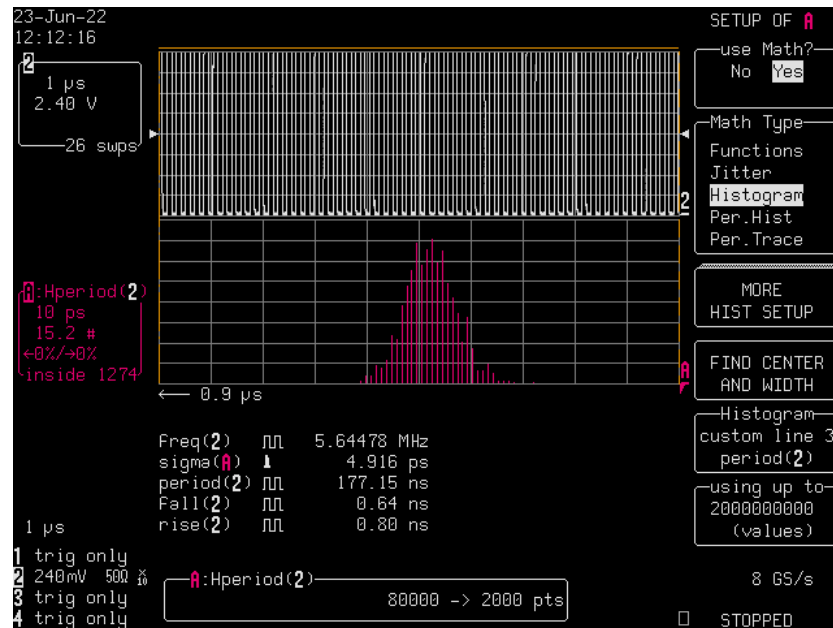 23-Jun-22
12:12:16
2
1 µs
2.40 V
26 swps
2
A:Hperiod(2)
10 ps
15.2 #
←0%/→0%
inside 1274
A
← 0.9 µs
Freq(2) 5.64478 MHz
sigma(A) 4.916 ps
period(2) 177.15 ns
Fall(2) 0.64 ns
rise(2) 0.80 ns
1 µs
1 trig only
2 240mV 50Ω X10
3 trig only
4 trig only
A:Hperiod(2)
80000 -> 2000 pts
SETUP OF A
use Math?
No Yes
Math Type
Functions
Jitter
Histogram
Per.Hist
Per.Trace
MORE
HIST SETUP
FIND CENTER
AND WIDTH
Histogram
custom line 3
period(2)
using up to
2000000000
(values)
8 GS/s
STOPPED